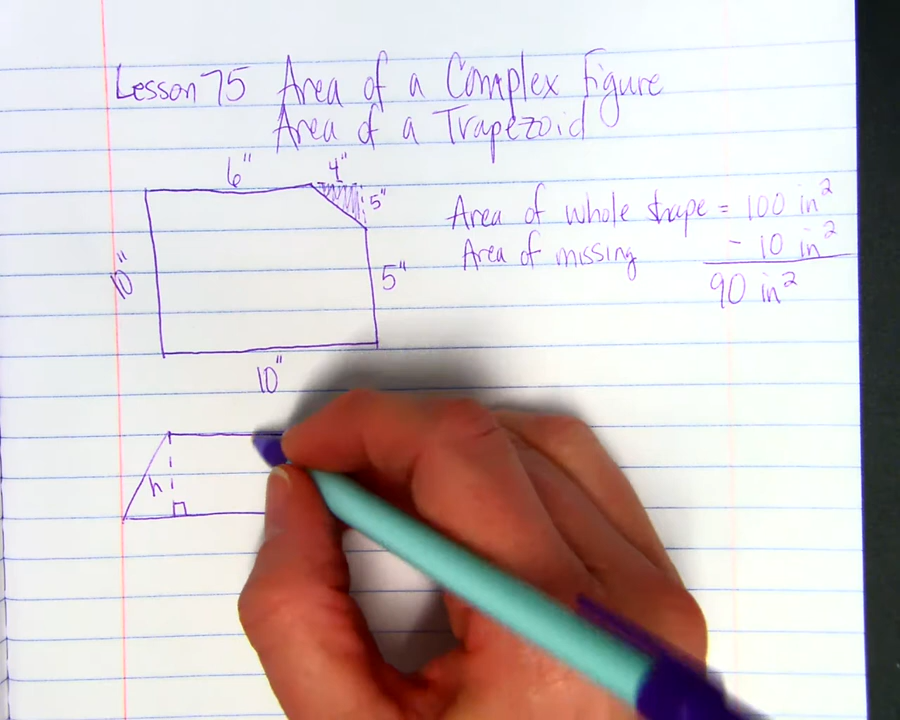 Lesson 75 Area of a Complex Figure
Area of a Trapezoid
6" 4"
5"
Area of whole shape = 100 in²
Area of missing - 10 in²
10" 5"
90 in²
10"
h